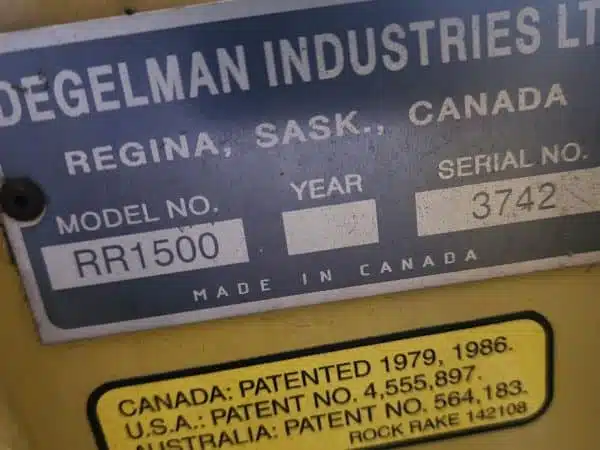 DEGELMAN INDUSTRIES LT
REGINA, SASK., CANADA
MODEL NO. YEAR SERIAL NO.
RR1500 3742
MADE IN CANADA
CANADA: PATENTED 1979, 1986.
U.S.A.: PATENT NO. 4,555,897.
AUSTRALIA: PATENT NO. 564,183.
ROCK RAKE 142108